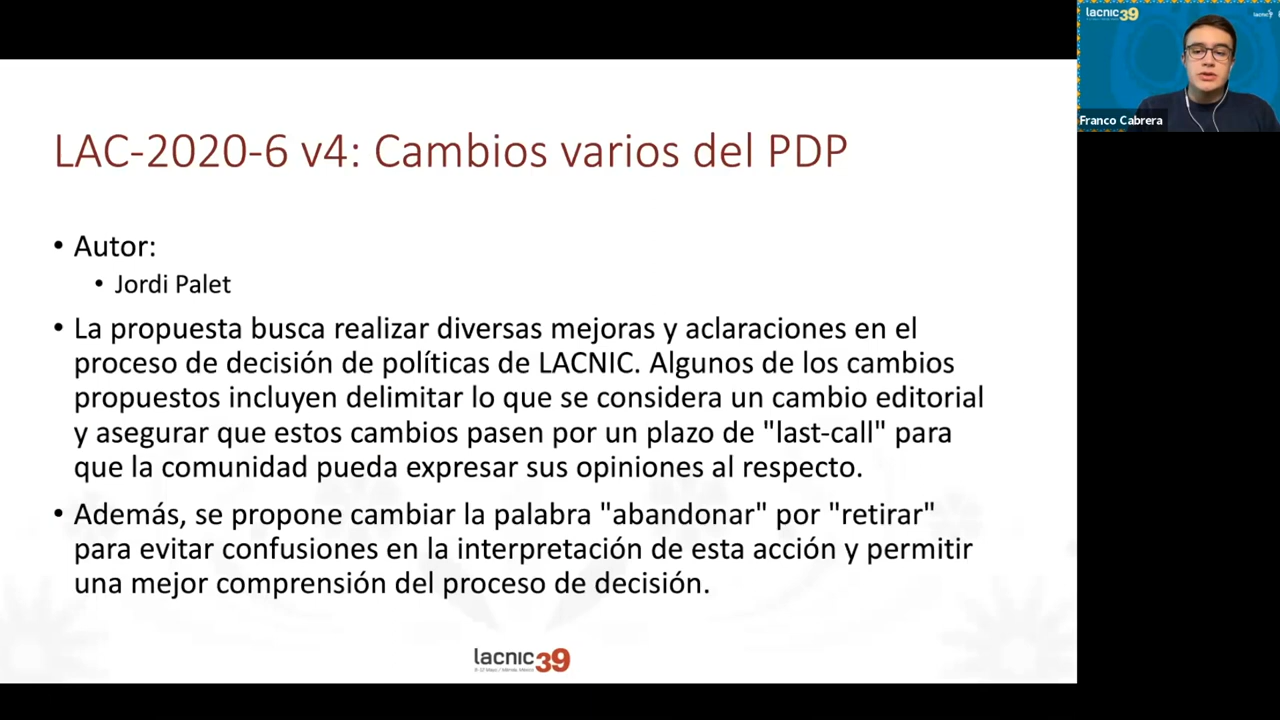 LAC-2020-6 v4: Cambios varios del PDP
• Autor:
• Jordi Palet
• La propuesta busca realizar diversas mejoras y aclaraciones en el
proceso de decisión de políticas de LACNIC. Algunos de los cambios
propuestos incluyen delimitar lo que se considera un cambio editorial
y asegurar que estos cambios pasen por un plazo de "last-call" para
que la comunidad pueda expresar sus opiniones al respecto.
• Además, se propone cambiar la palabra "abandonar" por "retirar"
para evitar confusiones en la interpretación de esta acción y permitir
una mejor comprensión del proceso de decisión.
lacnic39
lacnic39
lacnic
Franco Cabrera